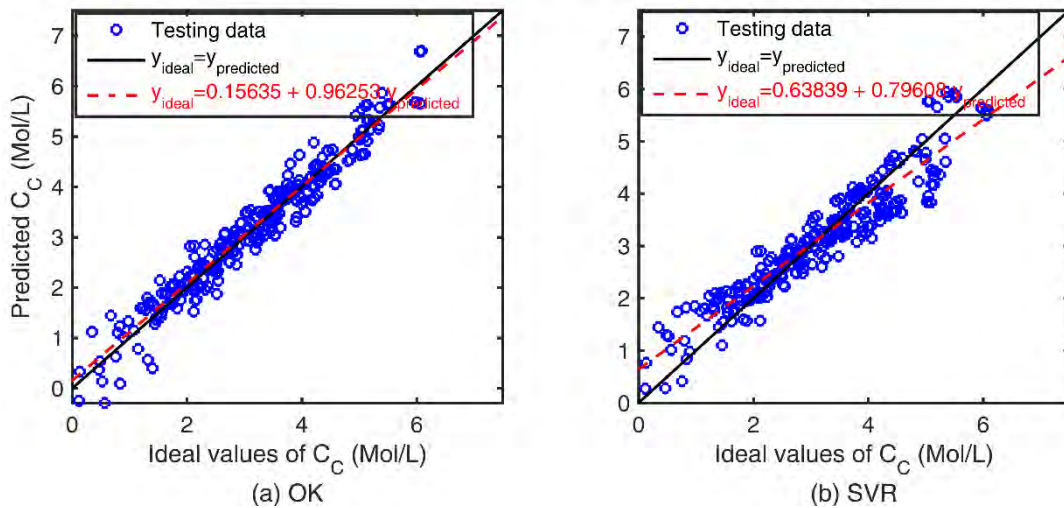 Testing data
y_ideal=y_predicted
y_ideal=0.15635 + 0.96253 y_predicted
7
6
5
4
3
2
1
0
Predicted C_C (Mol/L)
0 2 4 6
Ideal values of C_C (Mol/L)
(a) OK
Testing data
y_ideal=y_predicted
y_ideal=0.63839 + 0.79608 y_predicted
7
6
5
4
3
2
1
0
0 2 4 6
Ideal values of C_C (Mol/L)
(b) SVR